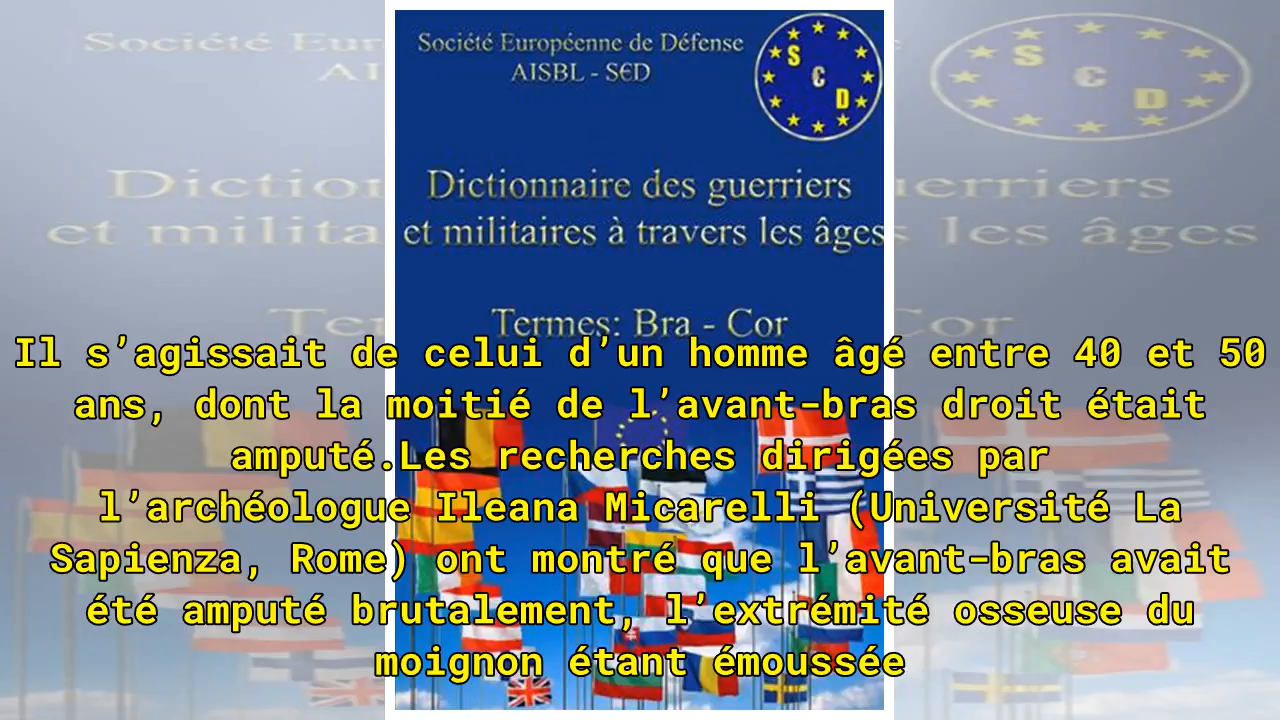 Société Européenne de Défense
AISBL - S€D
S
€
D
Dictionnaire des guerriers
et militaires à travers les âges
Termes: Bra - Cor
Il s’agissait de celui d’un homme âgé entre 40 et 50
ans, dont la moitié de l’avant-bras droit était
amputé.Les recherches dirigées par
l’archéologue Ileana Micarelli (Université La
Sapienza, Rome) ont montré que l’avant-bras avait
été amputé brutalement, l’extrémité osseuse du
moignon étant émoussée